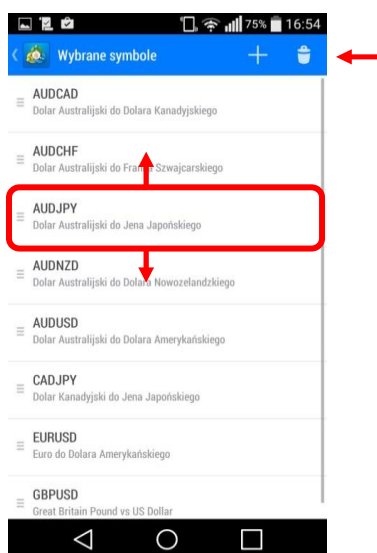 75% 16:54
Wybrane symbole
AUDCAD
Dolar Australijski do Dolara Kanadyjskiego
AUDCHF
Dolar Australijski do Franka Szwajcarskiego
AUDJPY
Dolar Australijski do Jena Japońskiego
AUDNZD
Dolar Australijski do Dolara Nowozelandzkiego
AUDUSD
Dolar Australijski do Dolara Amerykańskiego
CADJPY
Dolar Kanadyjski do Jena Japońskiego
EURUSD
Euro do Dolara Amerykańskiego
GBPUSD
Great Britain Pound vs US Dollar